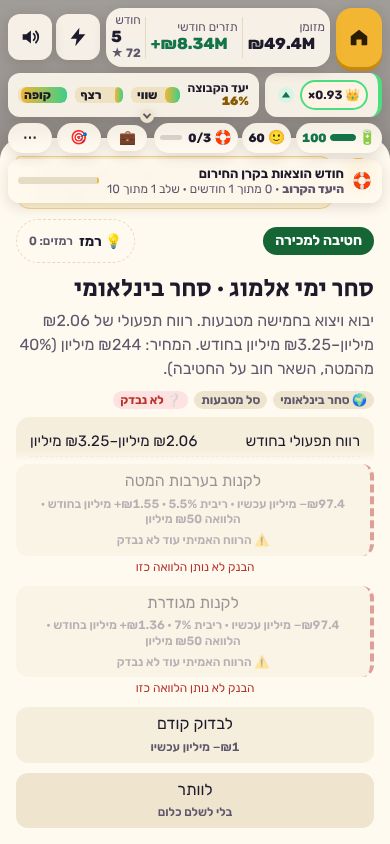 מזומן
₪49.4M
תזרים חודשי
+₪8.34M
חודש
5
★ 72
👑 ×0.93
יעד הקבוצה
16%
שווי
רצף
קופה
🔋 100
🙂 60
🛟 0/3
💼
🎯
···
🛟 חודש הוצאות בקרן החירום
היעד הקרוב · 0 מתוך 1 חודשים · שלב 1 מתוך 10
חטיבה למכירה
💡 רמז רמזים: 0
סחר ימי אלמוג · סחר בינלאומי
יבוא ויצוא בחמישה מטבעות. רווח תפעולי של ₪2.06
מיליון–₪3.25 מיליון בחודש. המחיר: ₪244 מיליון (40%
מהמטה, השאר חוב על החטיבה).
🌍 סחר בינלאומי
סל מטבעות
❔ לא נבדק
רווח תפעולי בחודש
₪2.06 מיליון–₪3.25 מיליון
לקנות בערבות המטה
−₪97.4 מיליון עכשיו · ריבית 5.5% · +₪1.55 מיליון בחודש ·
הלוואה ₪50 מיליון
⚠️ הרווח האמיתי עוד לא נבדק
הבנק לא נותן הלוואה כזו
לקנות מגודרת
−₪97.4 מיליון עכשיו · ריבית 7% · +₪1.36 מיליון בחודש ·
הלוואה ₪50 מיליון
⚠️ הרווח האמיתי עוד לא נבדק
הבנק לא נותן הלוואה כזו
לבדוק קודם
−₪1 מיליון עכשיו
לוותר
בלי לשלם כלום